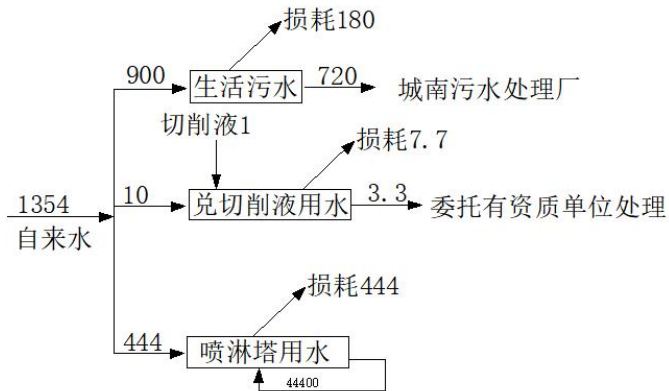 损耗180
900
生活污水
720
城南污水处理厂
切削液1
损耗7.7
1354
自来水
10
兑切削液用水
3.3
委托有资质单位处理
损耗444
444
喷淋塔用水
44400